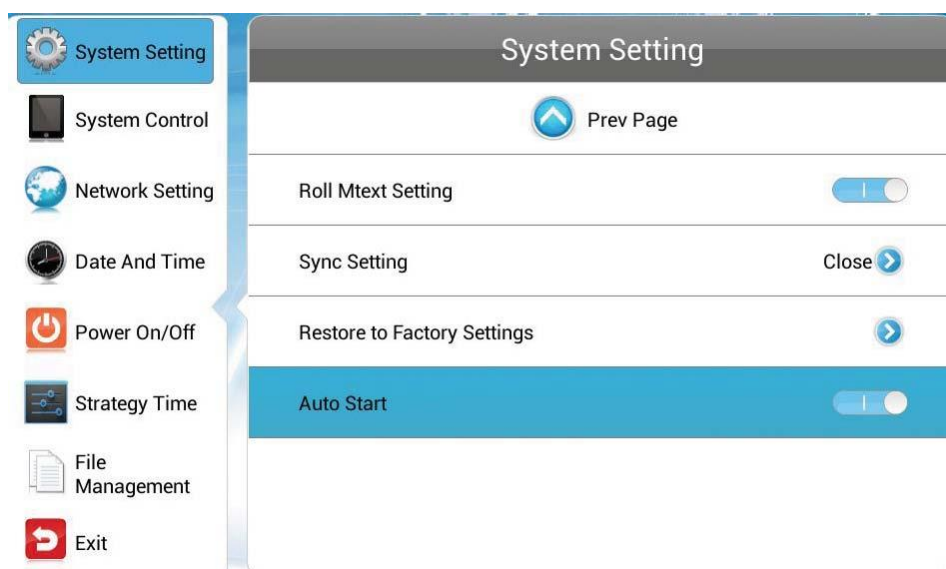 System Setting
System Control
Network Setting
Date And Time
Power On/Off
Strategy Time
File
Management
Exit
System Setting
Prev Page
Roll Mtext Setting
Sync Setting
Close
Restore to Factory Settings
Auto Start